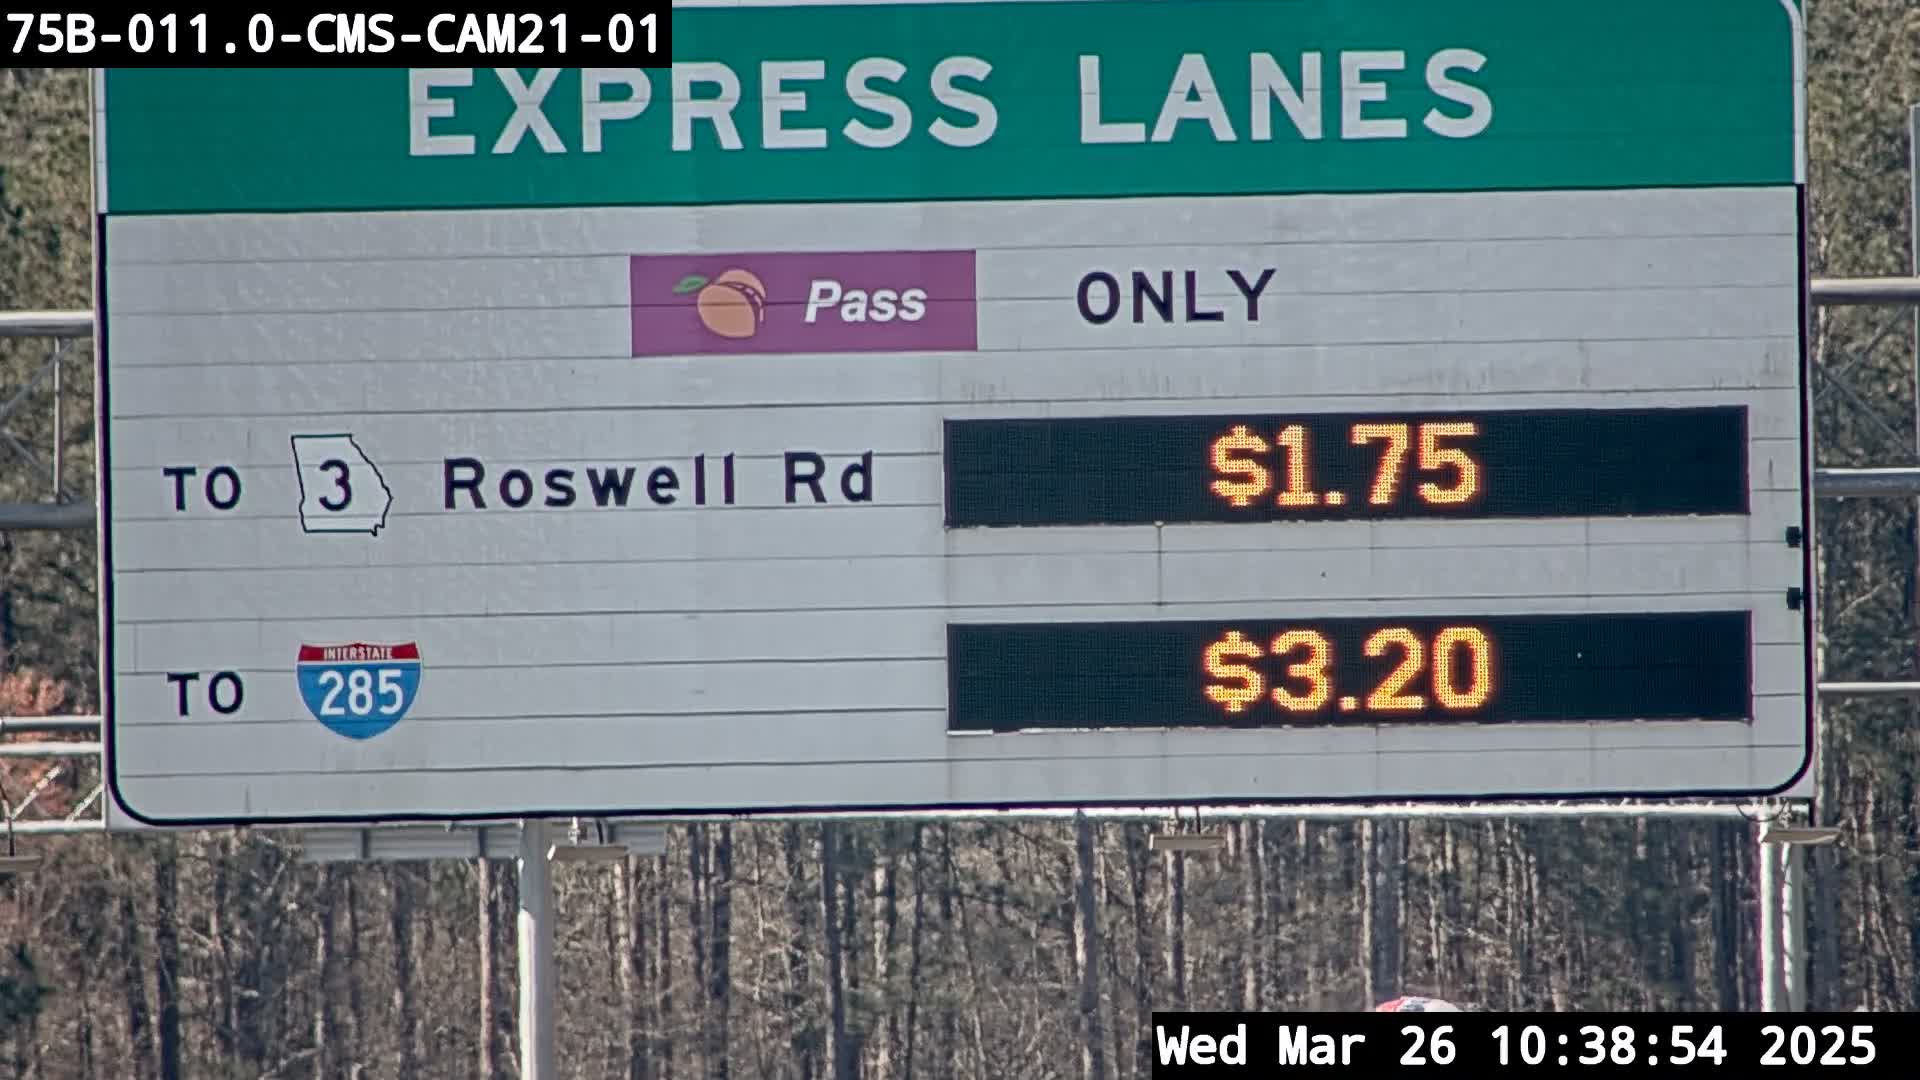 75B-011.0-CMS-CAM21-01
EXPRESS LANES
Pass ONLY
TO 3 Roswell Rd $1.75
INTERSTATE
TO 285 $3.20
Wed Mar 26 10:38:54 2025